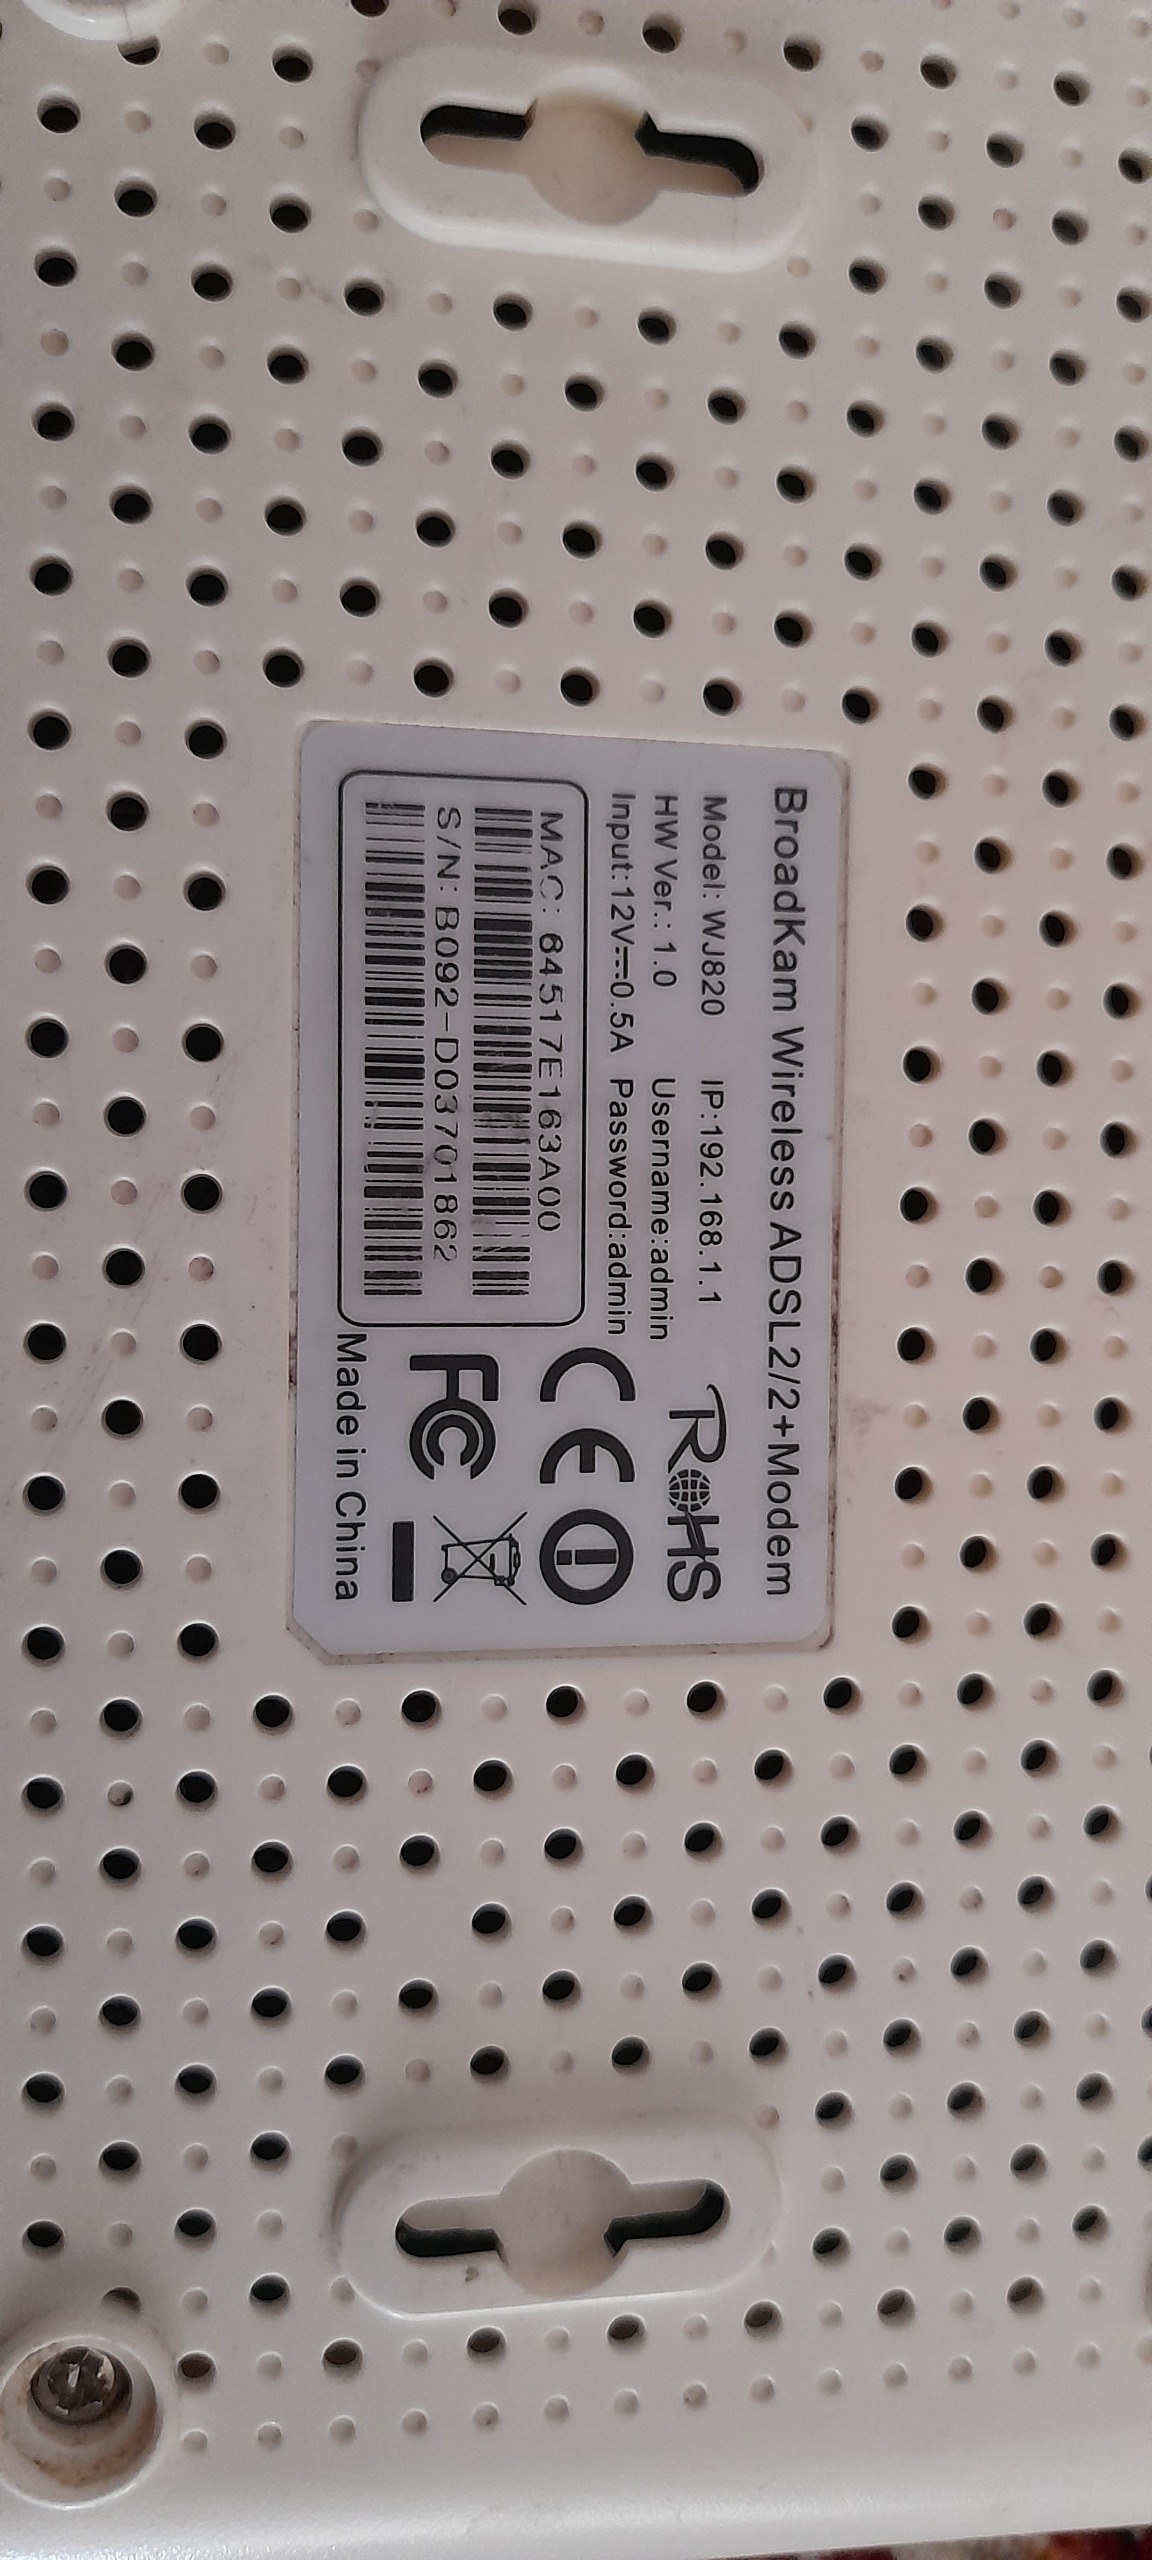 BroadKam Wireless ADSL2/2+Modem
Model: WJ820 IP:192.168.1.1
HW Ver.: 1.0 Username:admin
Input:12V⎓0.5A Password:admin
RoHS
MAC: 64517E163A00
S/N: B092-D03701862
CE
FC
Made in China